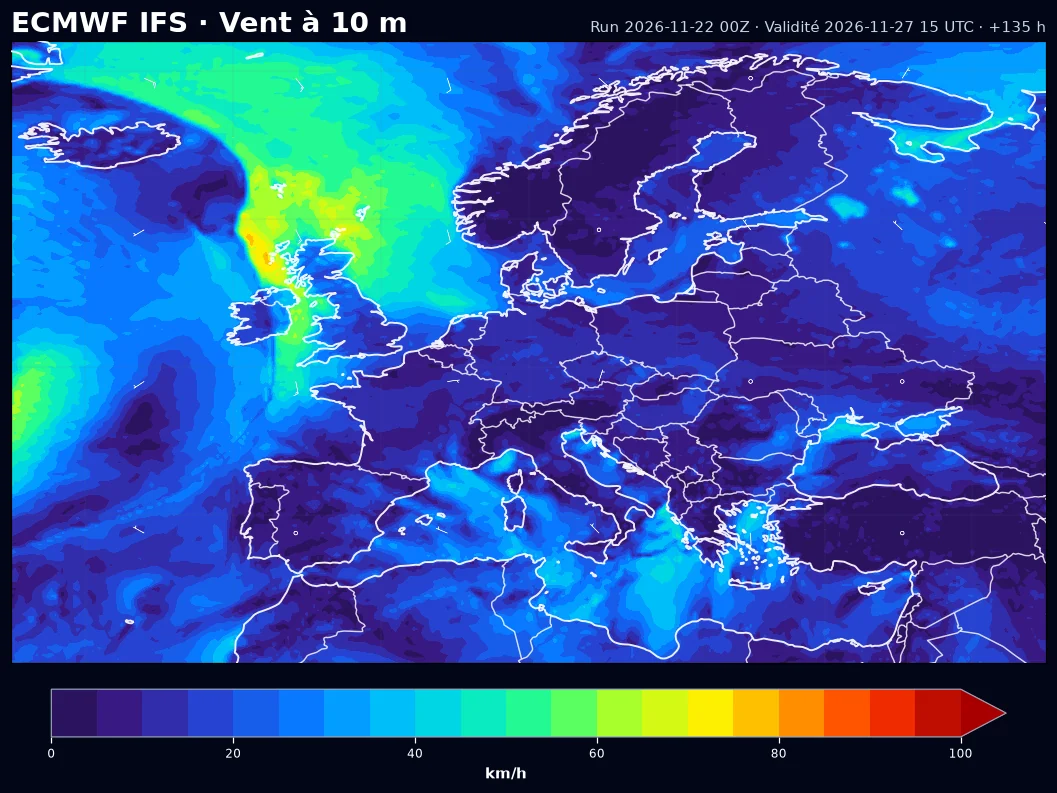 ECMWF IFS · Vent à 10 m
Run 2026-11-22 00Z · Validité 2026-11-27 15 UTC · +135 h
0 20 40 60 80 100
km/h